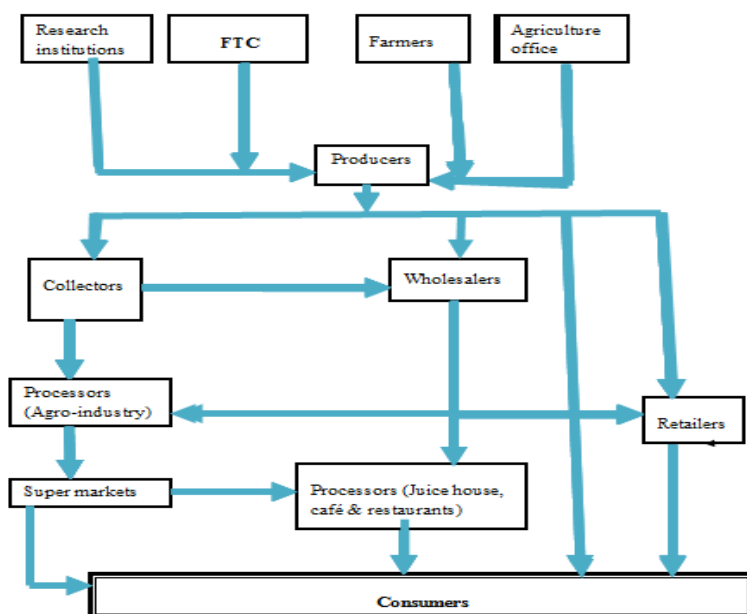 Research
institutions
FTC
Farmers
Agriculture
office
Producers
Collectors
Wholesalers
Processors
(Agro-industry)
Retailers
Super markets
Processors (Juice house,
café & restaurants)
Consumers